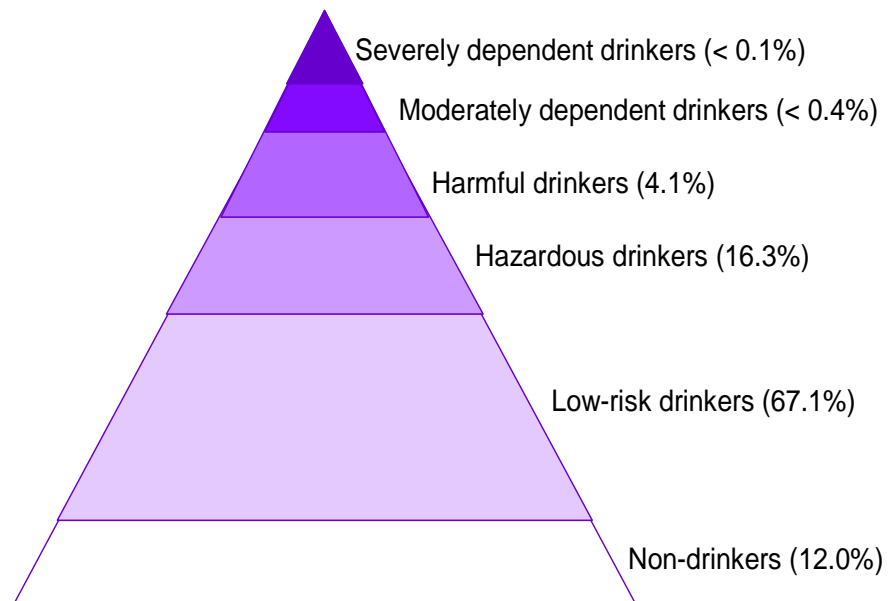 Severely dependent drinkers (< 0.1%)
Moderately dependent drinkers (< 0.4%)
Harmful drinkers (4.1%)
Hazardous drinkers (16.3%)
Low-risk drinkers (67.1%)
Non-drinkers (12.0%)